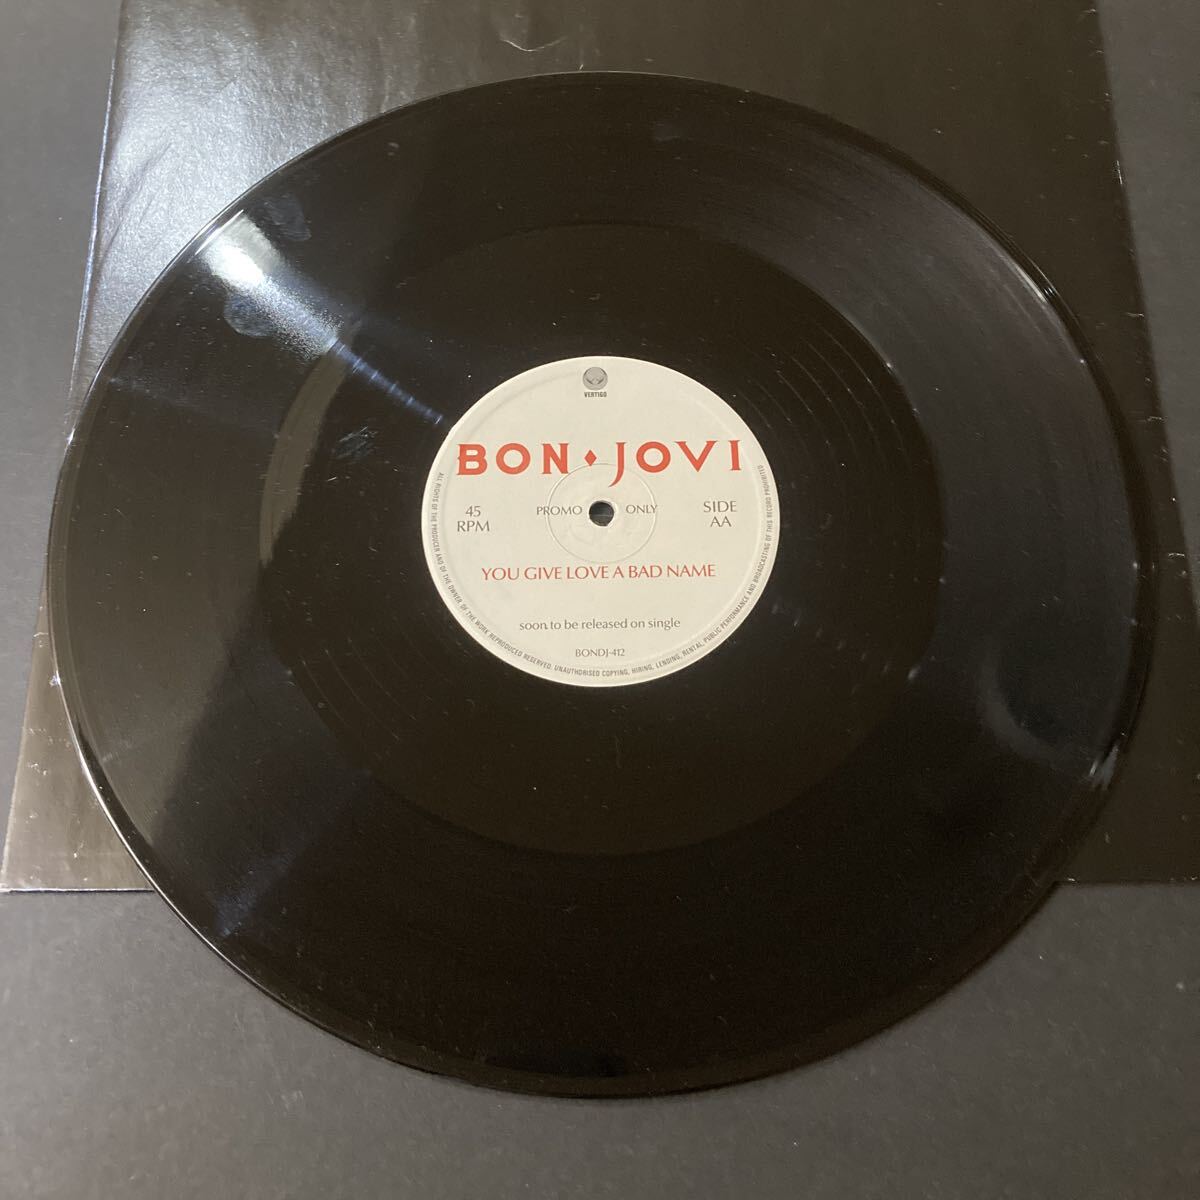 VERTIGO
BON♦JOVI
45 RPM
PROMO ONLY
SIDE AA
YOU GIVE LOVE A BAD NAME
soon to be released on single
BONDJ-412
ALL RIGHTS OF THE PRODUCER AND OF THE OWNER OF THE WORK REPRODUCED RESERVED. UNAUTHORISED COPYING, HIRING, LENDING, RENTAL, PUBLIC PERFORMANCE AND BROADCASTING OF THIS RECORD PROHIBITED